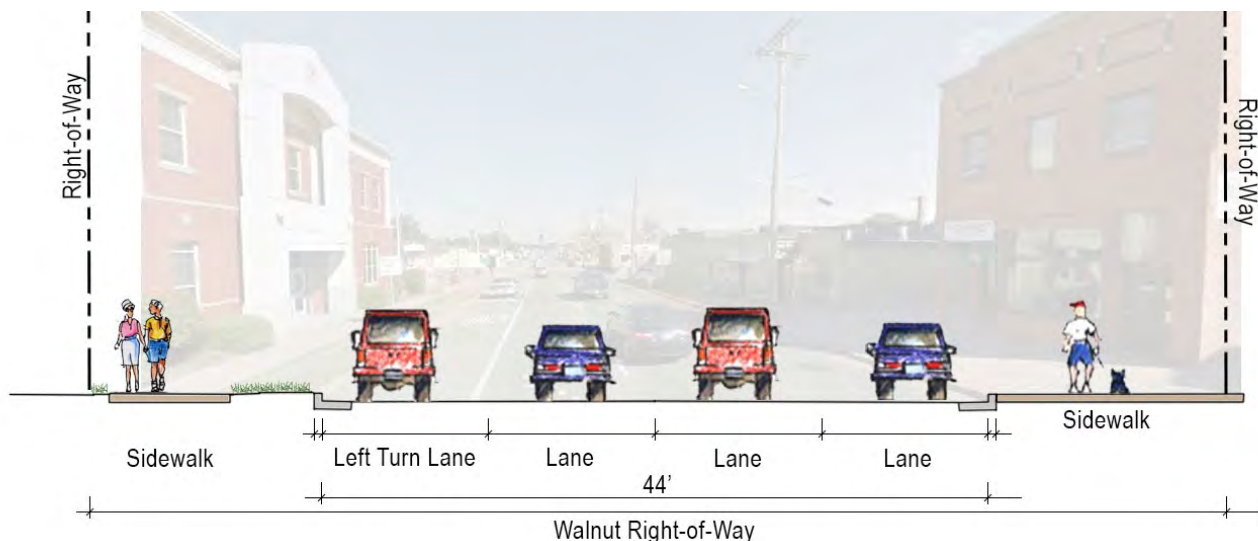 Right-of-Way
Right-of-Way
Sidewalk
Sidewalk
Left Turn Lane
Lane
Lane
Lane
44'
Walnut Right-of-Way